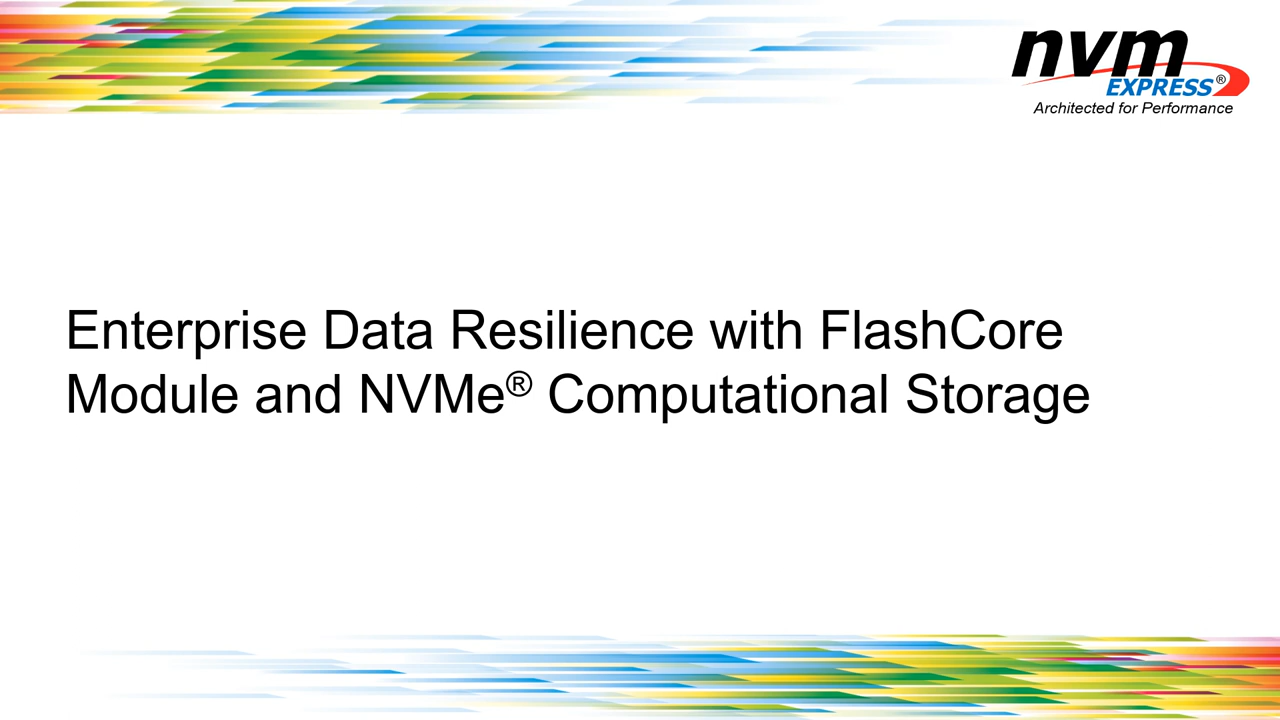 nvm
EXPRESS®
Architected for Performance
Enterprise Data Resilience with FlashCore
Module and NVMe® Computational Storage